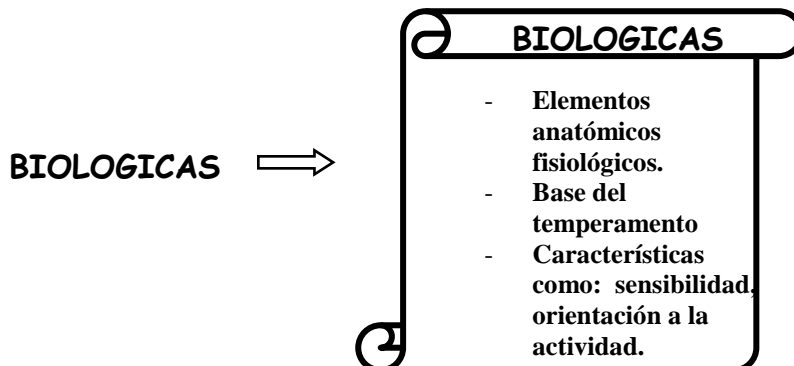 BIOLOGICAS
BIOLOGICAS
- Elementos
anatómicos
fisiológicos.
- Base del
temperamento
- Características
como: sensibilidad,
orientación a la
actividad.